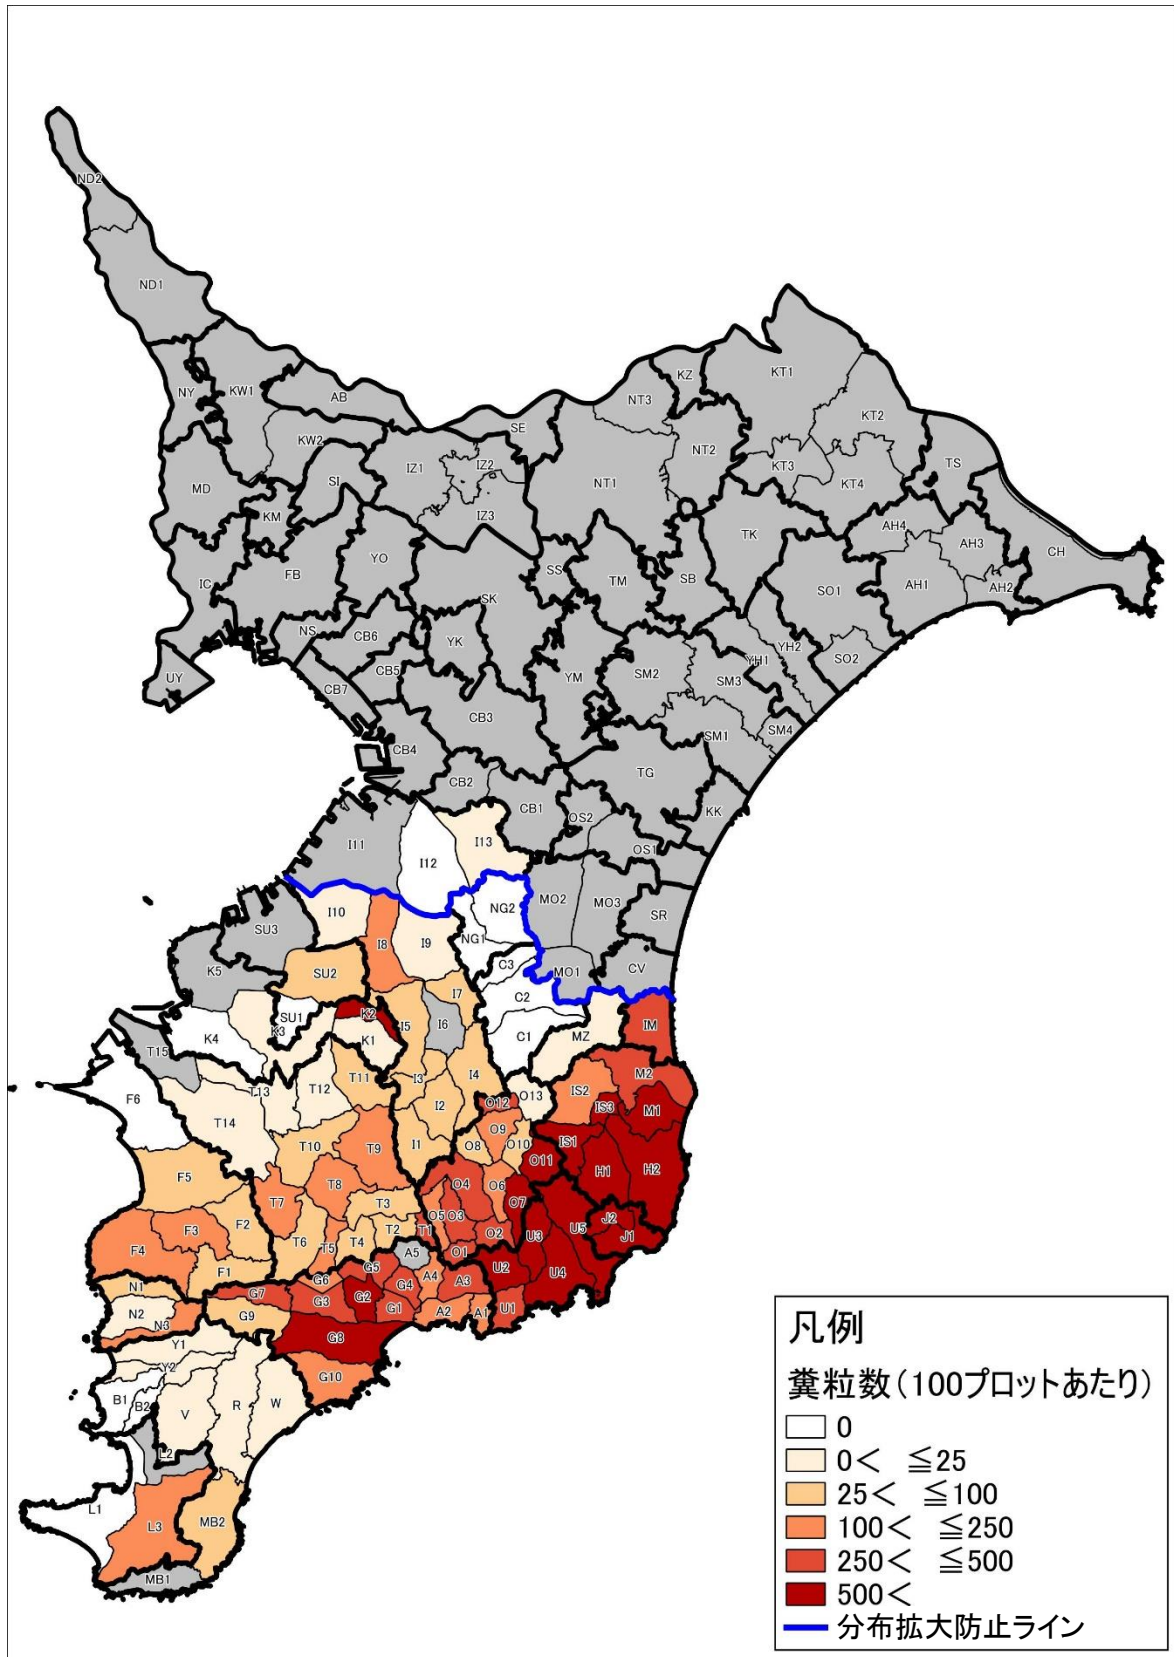 ND2
ND1
NY
KW1
AB
KW2
SE
NT3
KZ
KT1
KT2
NT2
KT3
KT4
TS
MD
SI
IZ1
IZ2
IZ3
NT1
KM
TK
AH4
AH3
CH
AH1
AH2
IC
FB
YO
SS
TM
SB
SO1
SK
NS
CB6
YK
YH2
YH1
SO2
UY
CB7
CB5
YM
SM2
SM3
CB3
SM1
SM4
CB4
TG
CB2
CB1
OS2
KK
I11
I12
I13
OS1
MO2
MO3
SR
I10
I8
I9
NG2
NG1
SU3
K5
SU2
C3
MO1
CV
I7
C2
SU1
K2
I5
I6
K4
K3
K1
C1
MZ
IM
T15
F6
T13
T12
T11
I3
I4
O13
IS2
M2
O12
IS3
M1
T14
I2
T10
T9
I1
O8
O9
O10
IS1
O11
H1
H2
F5
T8
T7
O4
O6
O7
F3
F2
T3
O5
O3
J2
F4
T6
T5
T4
T2
T1
O2
U3
U5
J1
O1
A5
F1
G6
G5
G4
A4
A3
U2
U4
N1
G7
G3
G2
G1
A2
A1
U1
N2
N3
G9
G8
Y1
Y2
G10
B1
B2
V
R
W
L2
L1
L3
MB2
MB1
凡例
糞粒数(100プロットあたり)
0
0< ≦25
25< ≦100
100< ≦250
250< ≦500
500<
分布拡大防止ライン